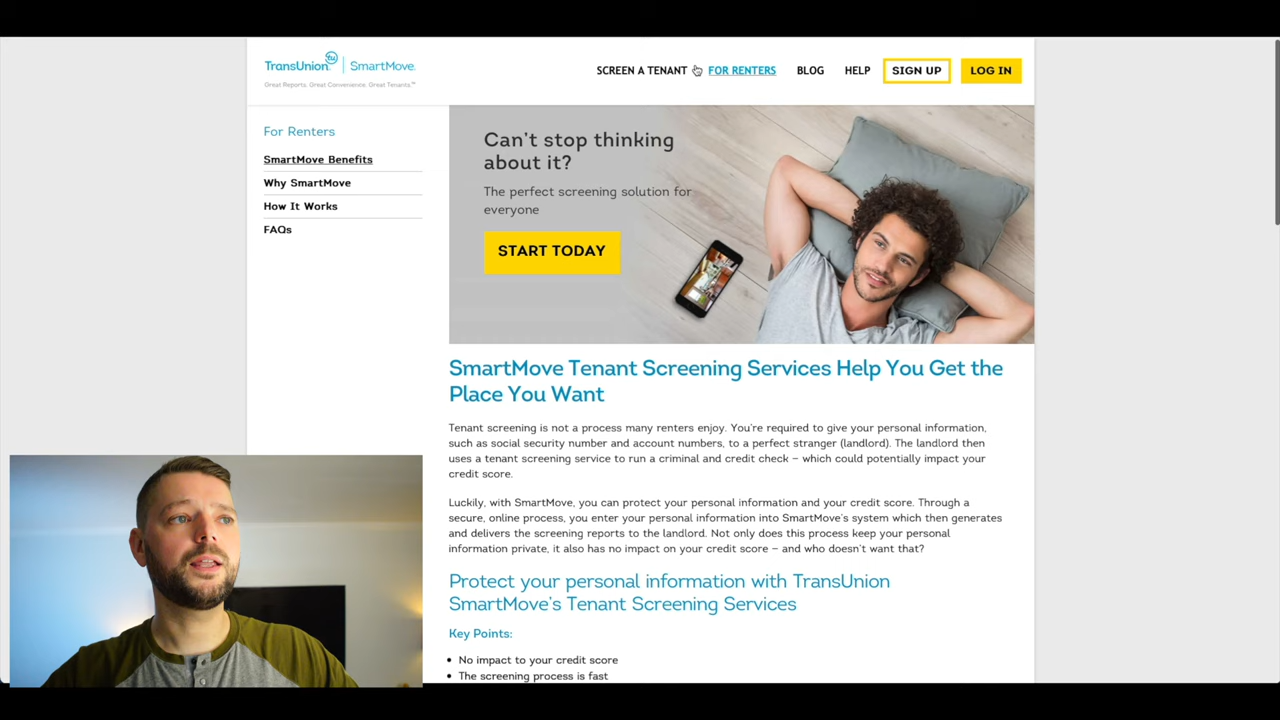 TransUnion | SmartMove.
Great Reports. Great Convenience. Great Tenants.℠
SCREEN A TENANT
FOR RENTERS
BLOG
HELP
SIGN UP
LOG IN
For Renters
SmartMove Benefits
Why SmartMove
How It Works
FAQs
Can't stop thinking
about it?
The perfect screening solution for
everyone
START TODAY
SmartMove Tenant Screening Services Help You Get the
Place You Want
Tenant screening is not a process many renters enjoy. You're required to give your personal information,
such as social security number and account numbers, to a perfect stranger (landlord). The landlord then
uses a tenant screening service to run a criminal and credit check – which could potentially impact your
credit score.
Luckily, with SmartMove, you can protect your personal information and your credit score. Through a
secure, online process, you enter your personal information into SmartMove's system which then generates
and delivers the screening reports to the landlord. Not only does this process keep your personal
information private, it also has no impact on your credit score – and who doesn't want that?
Protect your personal information with TransUnion
SmartMove's Tenant Screening Services
Key Points:
• No impact to your credit score
• The screening process is fast